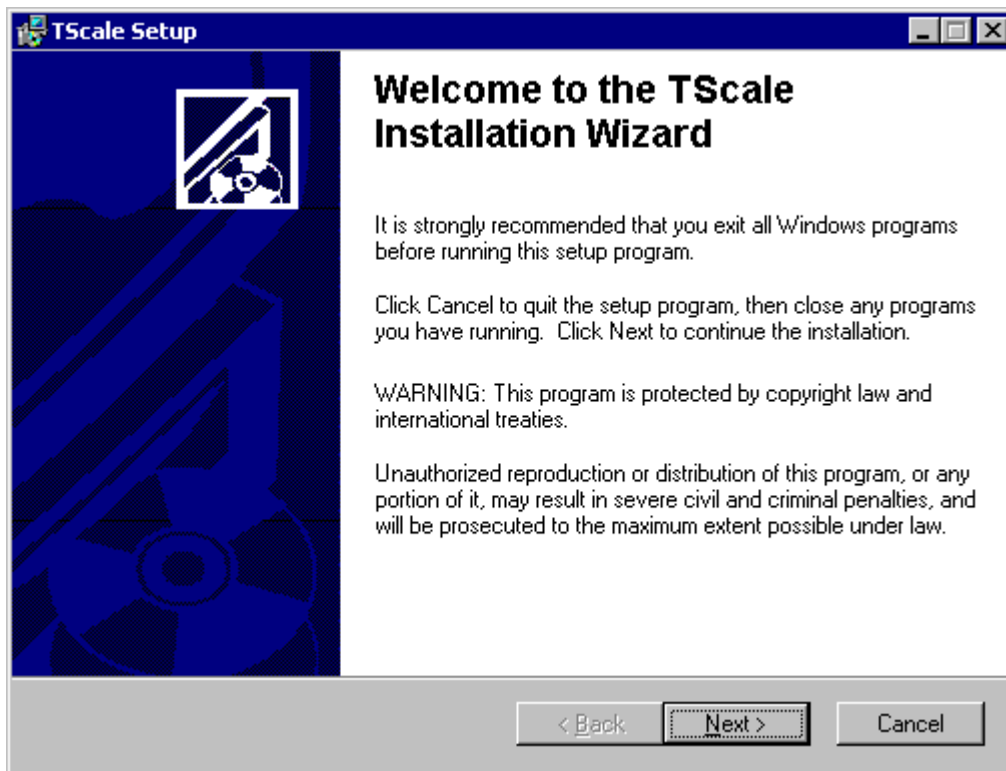 TScale Setup
Welcome to the TScale
Installation Wizard
It is strongly recommended that you exit all Windows programs
before running this setup program.
Click Cancel to quit the setup program, then close any programs
you have running.  Click Next to continue the installation.
WARNING: This program is protected by copyright law and
international treaties.
Unauthorized reproduction or distribution of this program, or any
portion of it, may result in severe civil and criminal penalties, and
will be prosecuted to the maximum extent possible under law.
< Back Next > Cancel